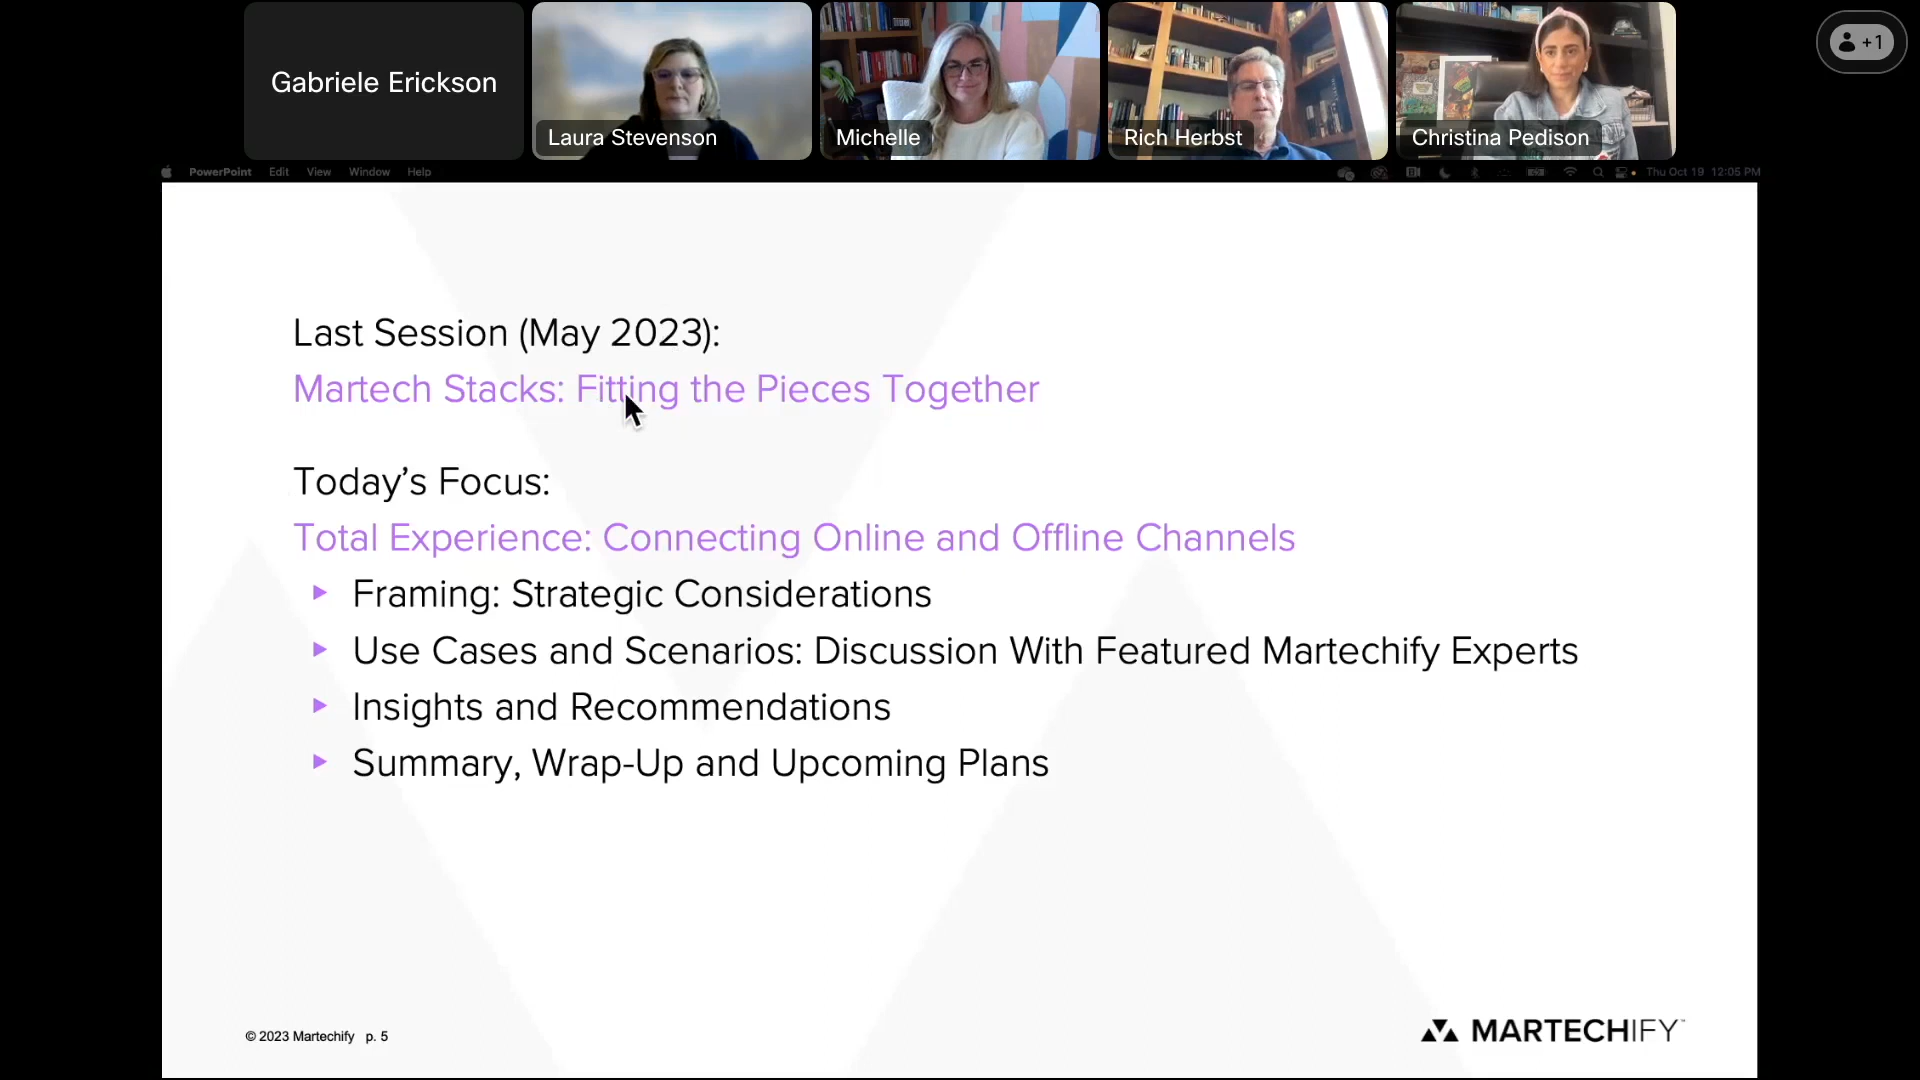 Gabriele Erickson
Laura Stevenson
Michelle
Rich Herbst
Christina Pedison
+1
PowerPoint Edit View Window Help
Thu Oct 19 12:05 PM
Last Session (May 2023):
Martech Stacks: Fitting the Pieces Together
Today’s Focus:
Total Experience: Connecting Online and Offline Channels
Framing: Strategic Considerations
Use Cases and Scenarios: Discussion With Featured Martechify Experts
Insights and Recommendations
Summary, Wrap-Up and Upcoming Plans
© 2023 Martechify p. 5
MARTECHIFY™